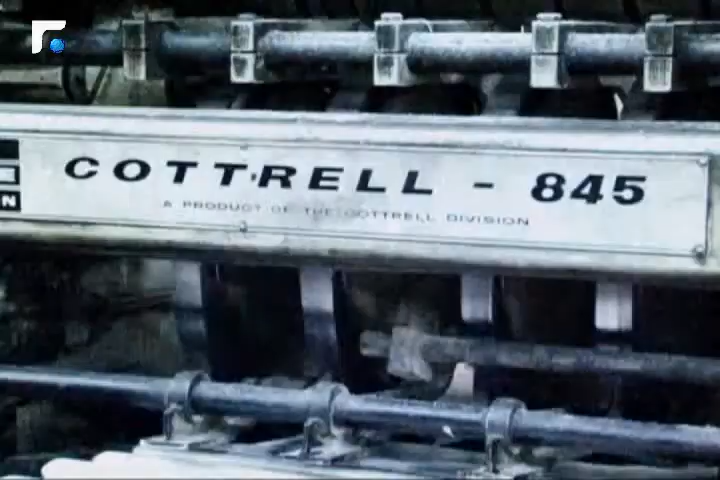 COTTRELL - 845
A PRODUCT OF THE COTTRELL DIVISION
N